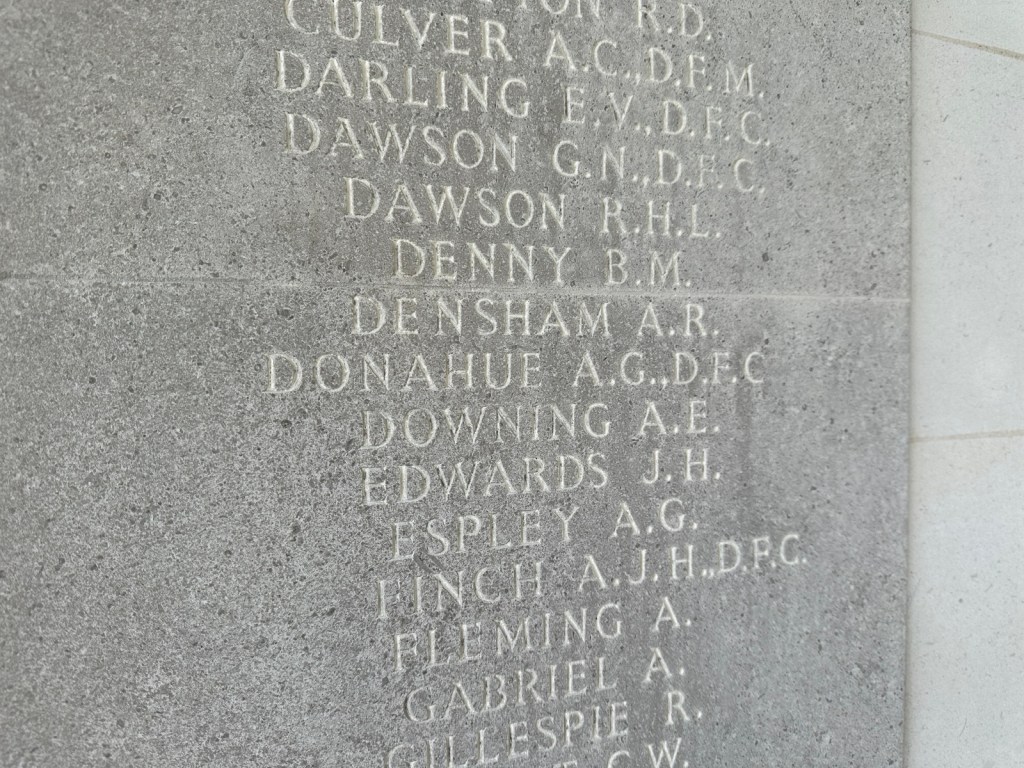 R.D.
CULVER A.C.,D.F.M.
DARLING E.V.,D.F.C.
DAWSON G.N.,D.F.C.
DAWSON R.H.L.
DENNY B.M.
DENSHAM A.R.
DONAHUE A.G.,D.F.C
DOWNING A.E.
EDWARDS J.H.
ESPLEY A.G.
FINCH A.J.H.,D.F.C.
FLEMING A.
GABRIEL A.
GILLESPIE R.
G.W.